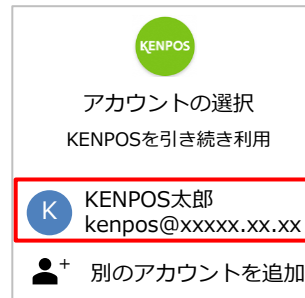 KENPOS
アカウントの選択
KENPOSを引き続き利用
K
KENPOS太郎
kenpos@xxxxx.xx.xx
別のアカウントを追加